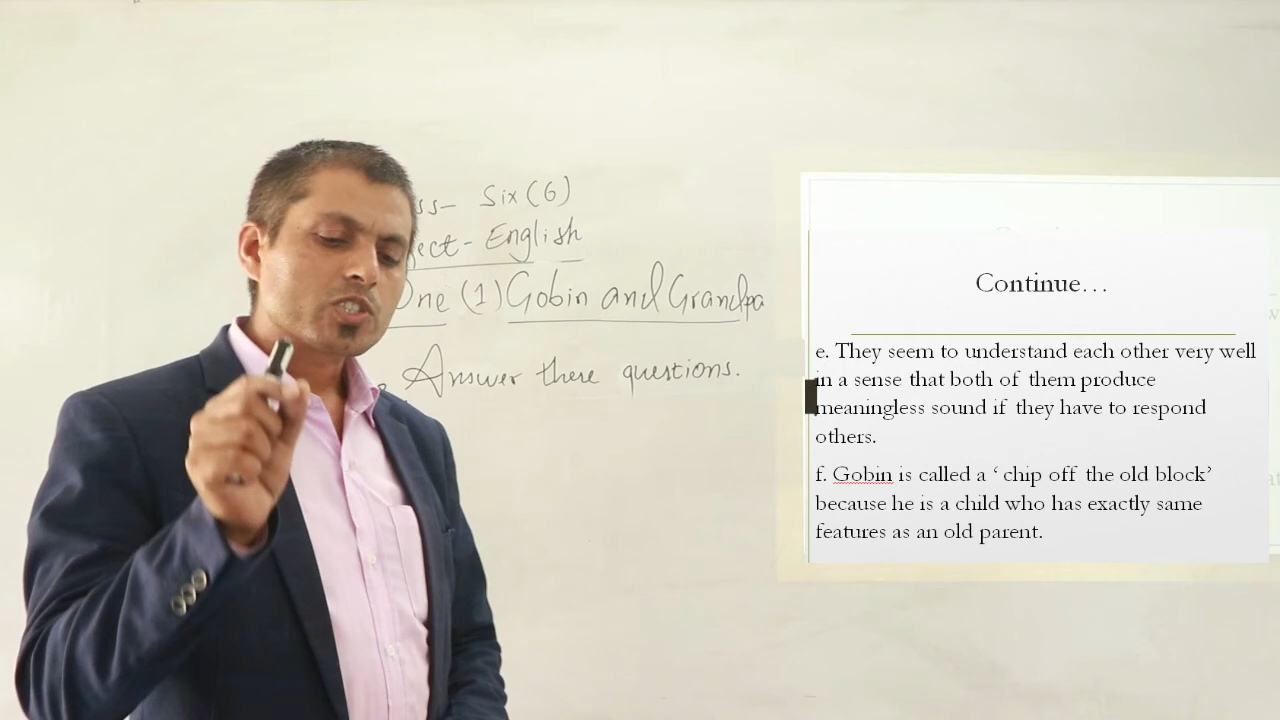 ss- Six (6)
ject - English
One (1) Gobin and Grandpa
Answer there questions.
Continue…
e. They seem to understand each other very well
in a sense that both of them produce
meaningless sound if they have to respond
others.
f. Gobin is called a ‘ chip off the old block’
because he is a child who has exactly same
features as an old parent.